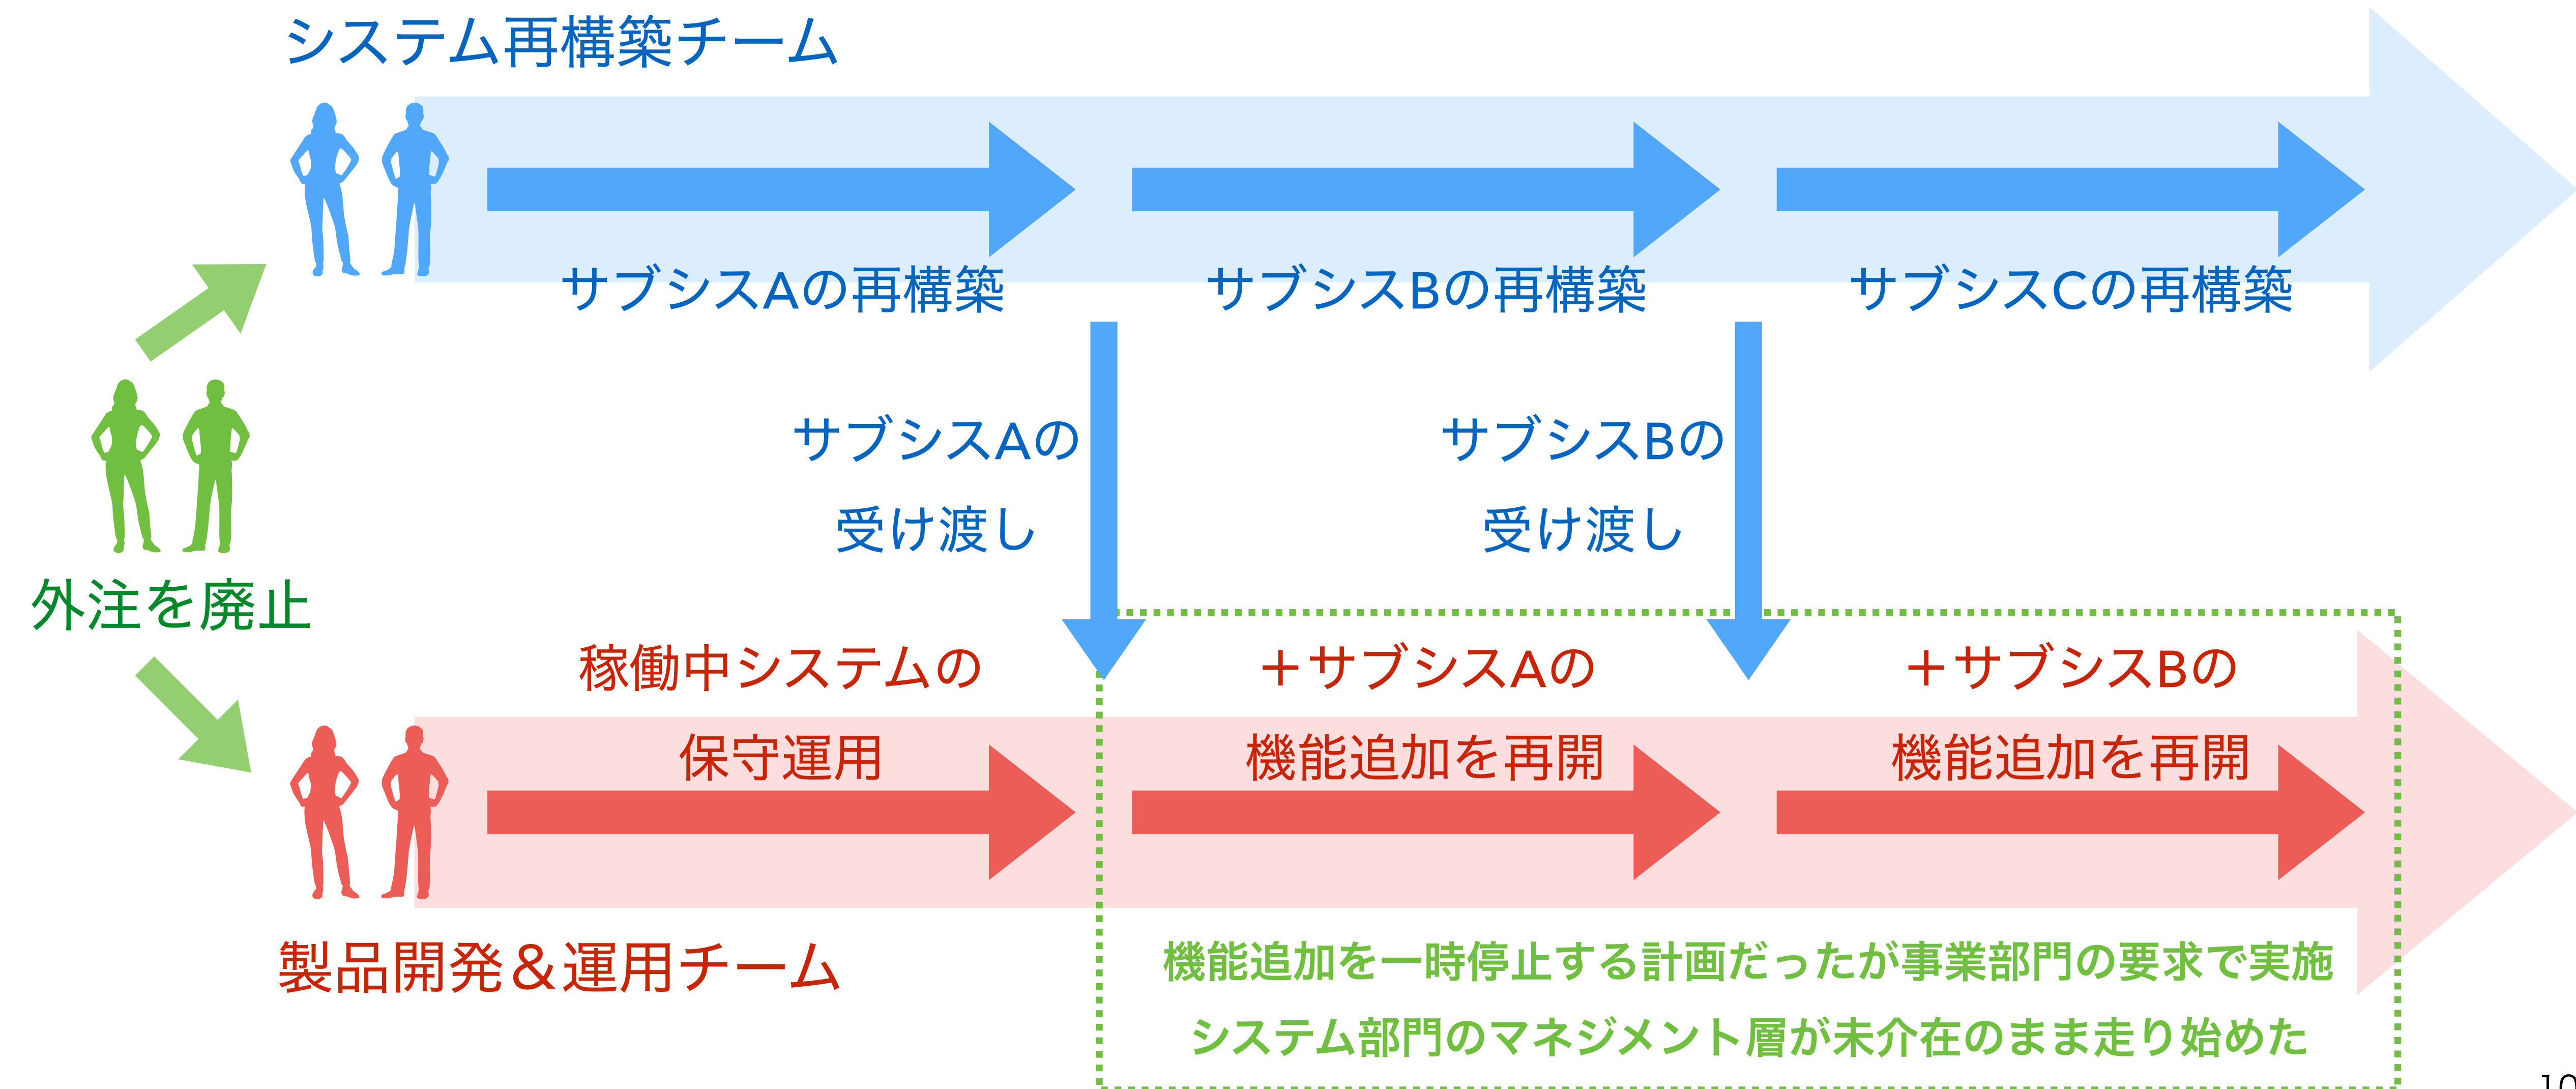 システム再構築チーム
サブシスAの再構築
サブシスBの再構築
サブシスCの再構築
サブシスAの
受け渡し
サブシスBの
受け渡し
外注を廃止
稼働中システムの
保守運用
＋サブシスAの
機能追加を再開
＋サブシスBの
機能追加を再開
製品開発＆運用チーム
機能追加を一時停止する計画だったが事業部門の要求で実施
システム部門のマネジメント層が未介在のまま走り始めた